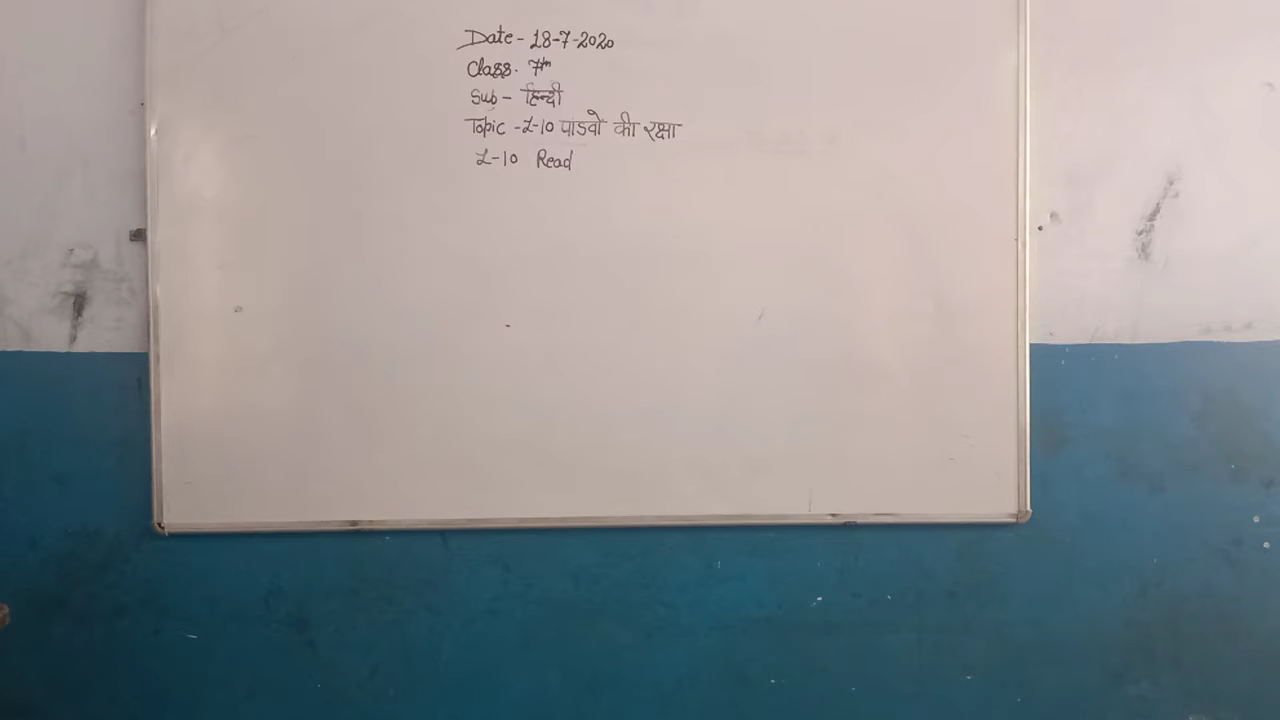 Date - 18-7-2020
Class. 7th
Sub - हिन्दी
Topic - L-10 पांडवों की रक्षा
L-10 Read